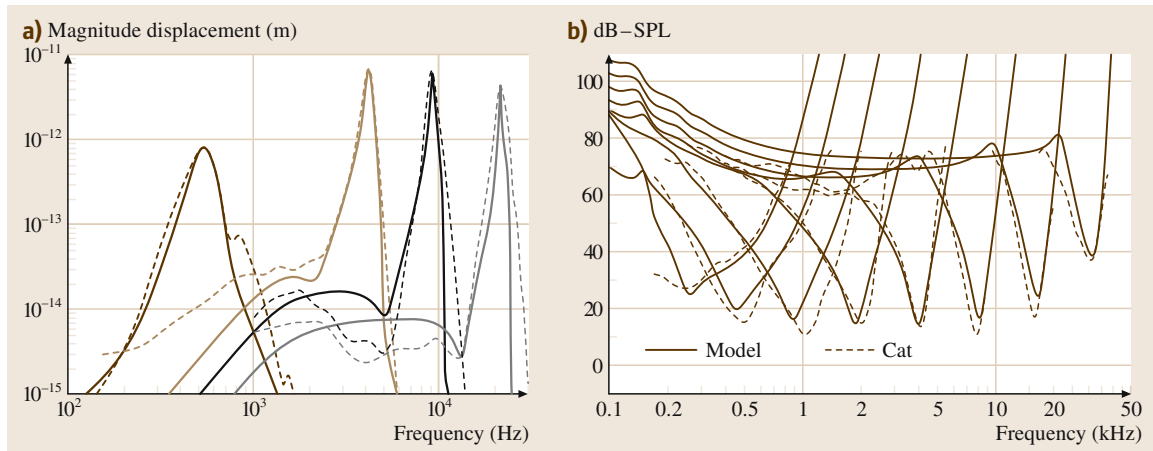 a) Magnitude displacement (m)
10⁻¹¹
10⁻¹²
10⁻¹³
10⁻¹⁴
10⁻¹⁵
10² 10³ 10⁴
Frequency (Hz)
b) dB–SPL
100
80
60
40
20
0
Model Cat
0.1 0.2 0.5 1 2 5 10 20 50
Frequency (kHz)